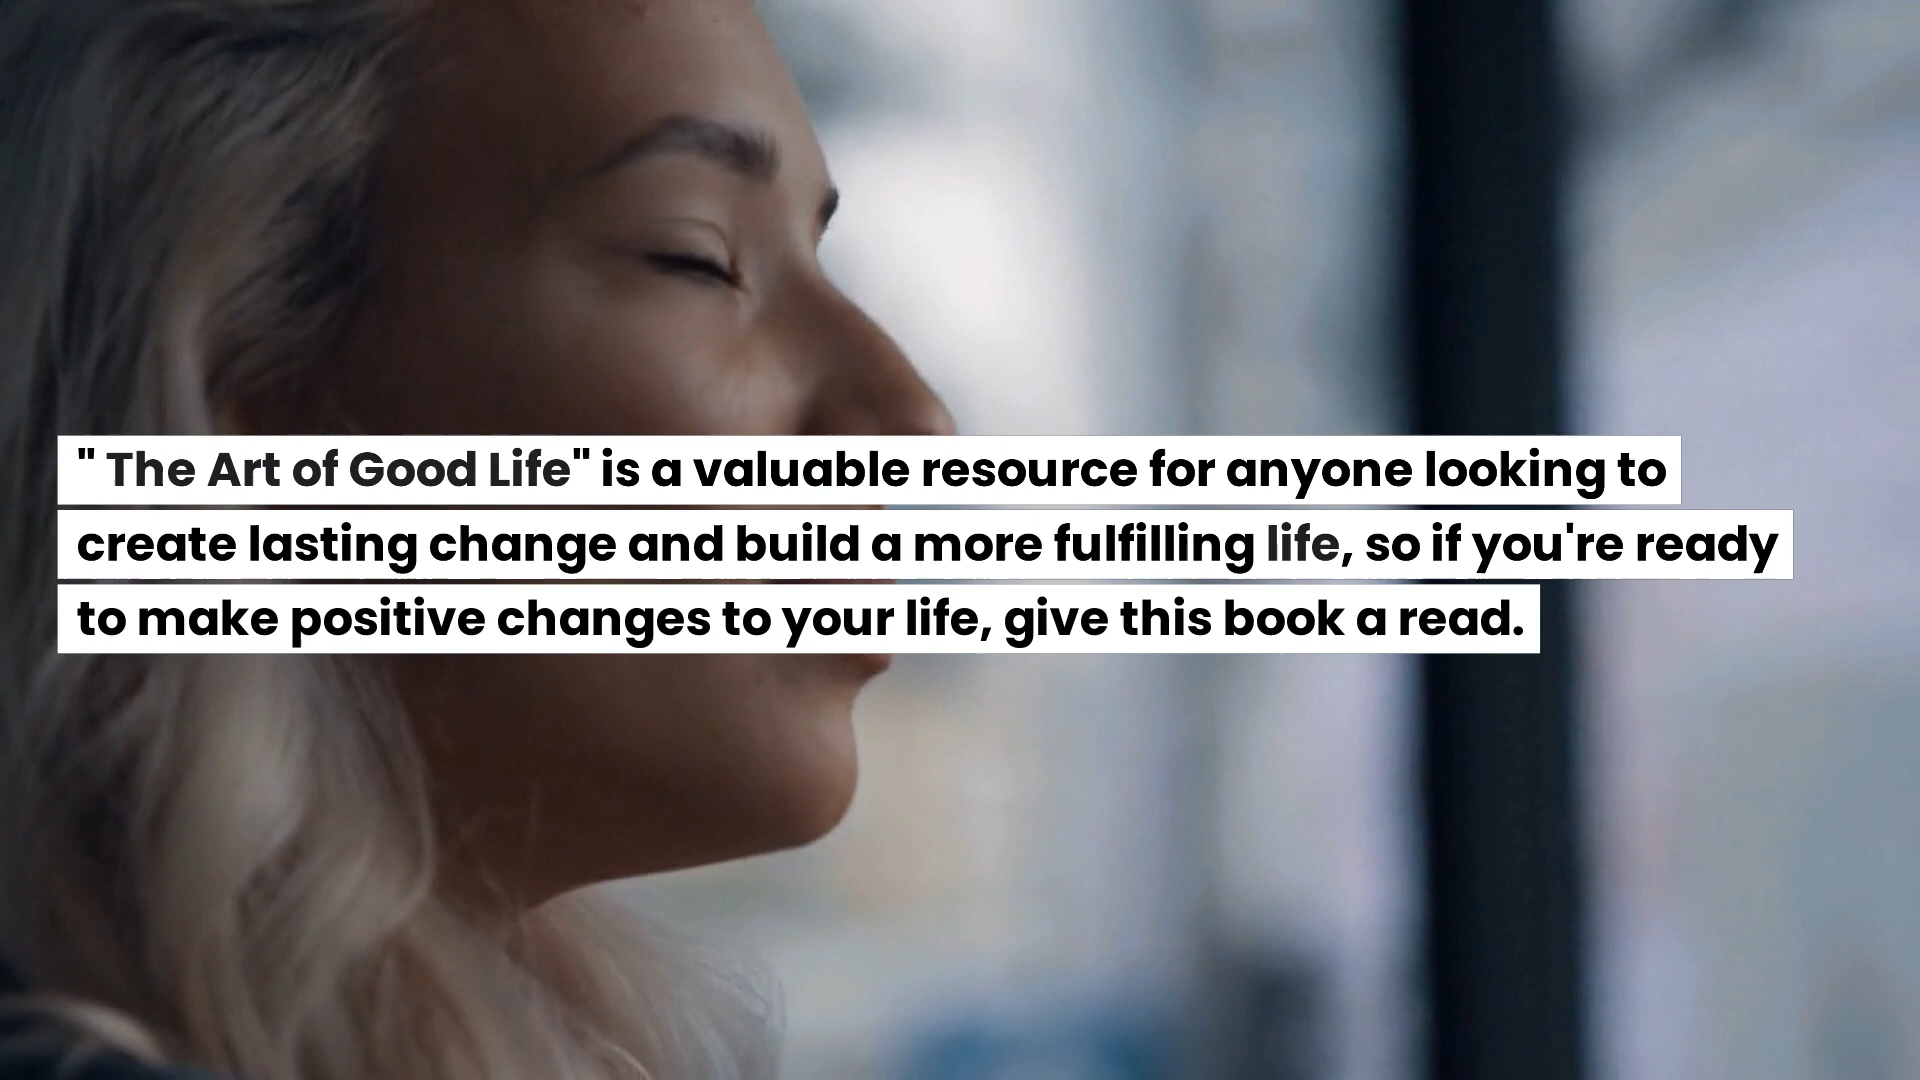 " The Art of Good Life" is a valuable resource for anyone looking to
create lasting change and build a more fulfilling life, so if you're ready
to make positive changes to your life, give this book a read.